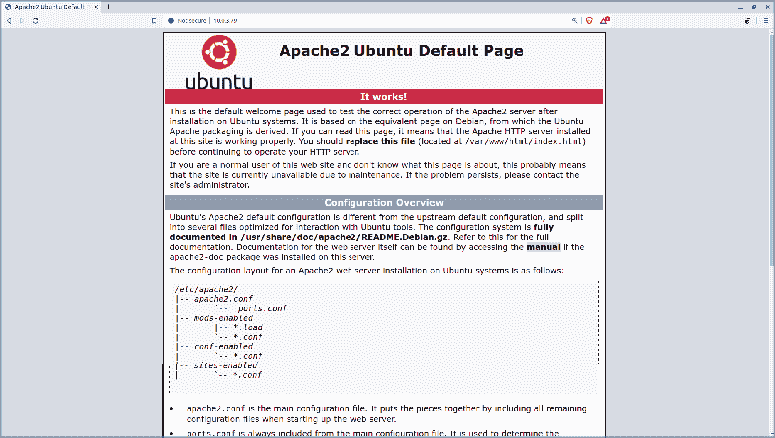 Apache2 Ubuntu Default
Not secure | 10.0.3.79
Apache2 Ubuntu Default Page
ubuntu
It works!
This is the default welcome page used to test the correct operation of the Apache2 server after
installation on Ubuntu systems. It is based on the equivalent page on Debian, from which the Ubuntu
Apache packaging is derived. If you can read this page, it means that the Apache HTTP server installed
at this site is working properly. You should replace this file (located at /var/www/html/index.html)
before continuing to operate your HTTP server.
If you are a normal user of this web site and don't know what this page is about, this probably means
that the site is currently unavailable due to maintenance. If the problem persists, please contact the
site's administrator.
Configuration Overview
Ubuntu's Apache2 default configuration is different from the upstream default configuration, and split
into several files optimized for interaction with Ubuntu tools. The configuration system is fully
documented in /usr/share/doc/apache2/README.Debian.gz. Refer to this for the full
documentation. Documentation for the web server itself can be found by accessing the manual if the
apache2-doc package was installed on this server.
The configuration layout for an Apache2 web server installation on Ubuntu systems is as follows:
/etc/apache2/
|-- apache2.conf
|       `--  ports.conf
|-- mods-enabled
|       |-- *.load
|       `-- *.conf
|-- conf-enabled
|       `-- *.conf
|-- sites-enabled
|       `-- *.conf
• apache2.conf is the main configuration file. It puts the pieces together by including all remaining
configuration files when starting up the web server.
• ports.conf is always included from the main configuration file. It is used to determine the